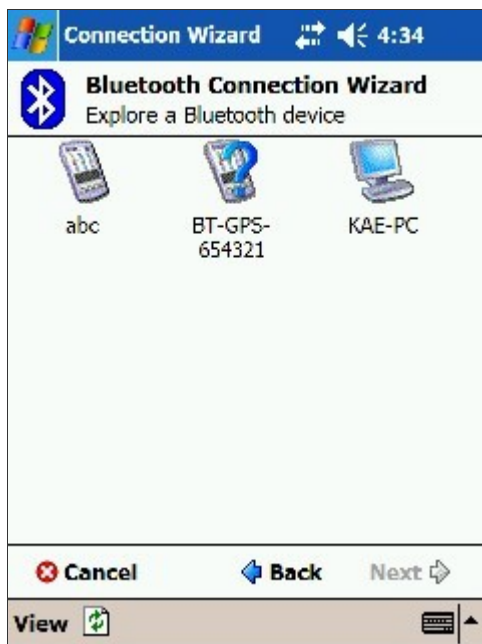 Connection Wizard 4:34
Bluetooth Connection Wizard
Explore a Bluetooth device
abc BT-GPS- KAE-PC
654321
Cancel Back Next
View